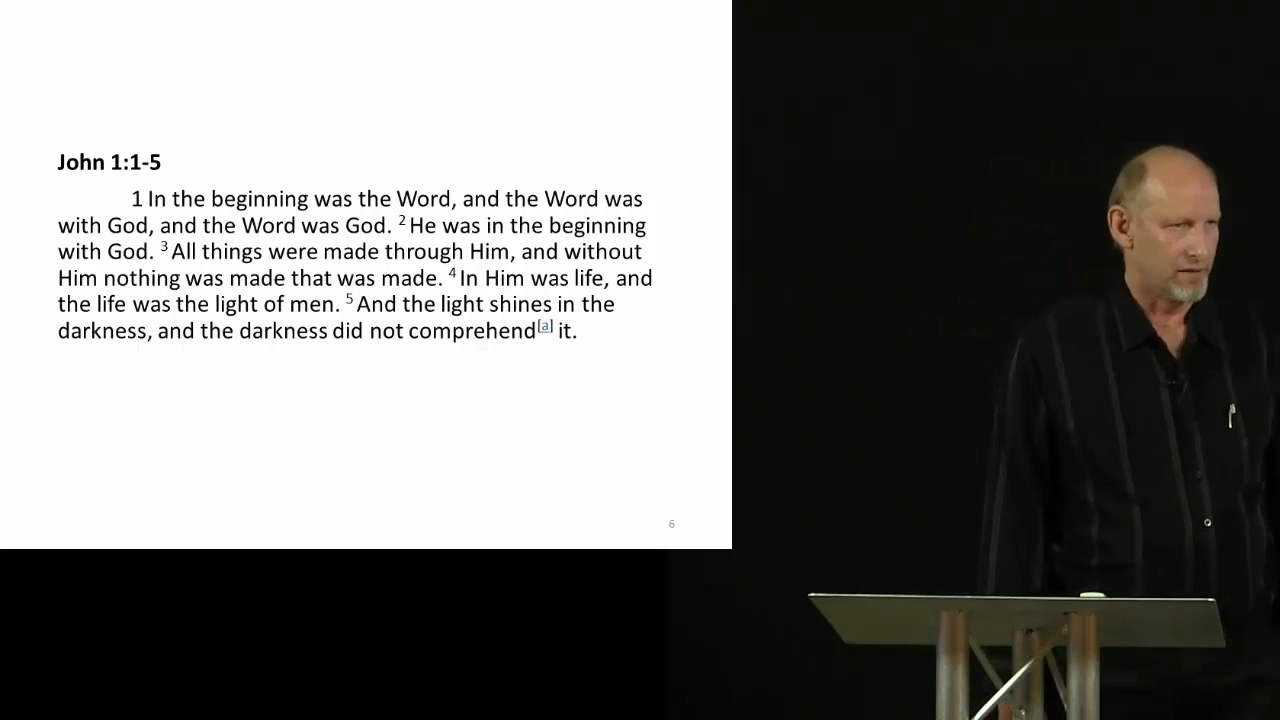 John 1:1-5
1 In the beginning was the Word, and the Word was
with God, and the Word was God. 2 He was in the beginning
with God. 3 All things were made through Him, and without
Him nothing was made that was made. 4 In Him was life, and
the life was the light of men. 5 And the light shines in the
darkness, and the darkness did not comprehend[a] it.
6